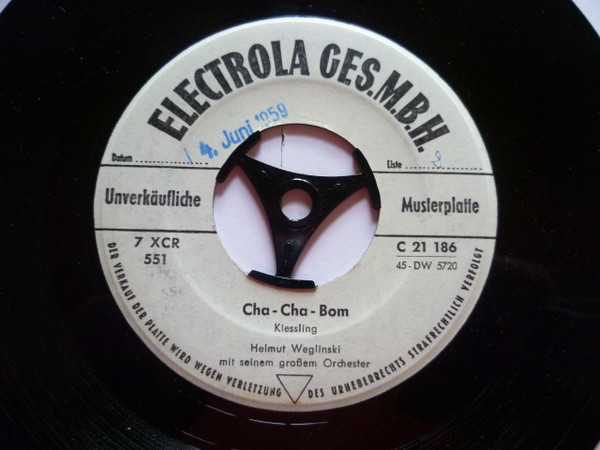 ELECTROLA GES.M.B.H.
Datum
4. Juni 1959
Liste 2
Unverkäufliche
Musterplatte
7 XCR
551
C 21 186
45-DW 5720
Cha-Cha-Bom
Kiessling
Helmut Weglinski
mit seinem großem Orchester
DER VERKAUF DER PLATTE WIRD WEGEN VERLETZUNG DES URHEBERRECHTS STRAFRECHTLICH VERFOLGT